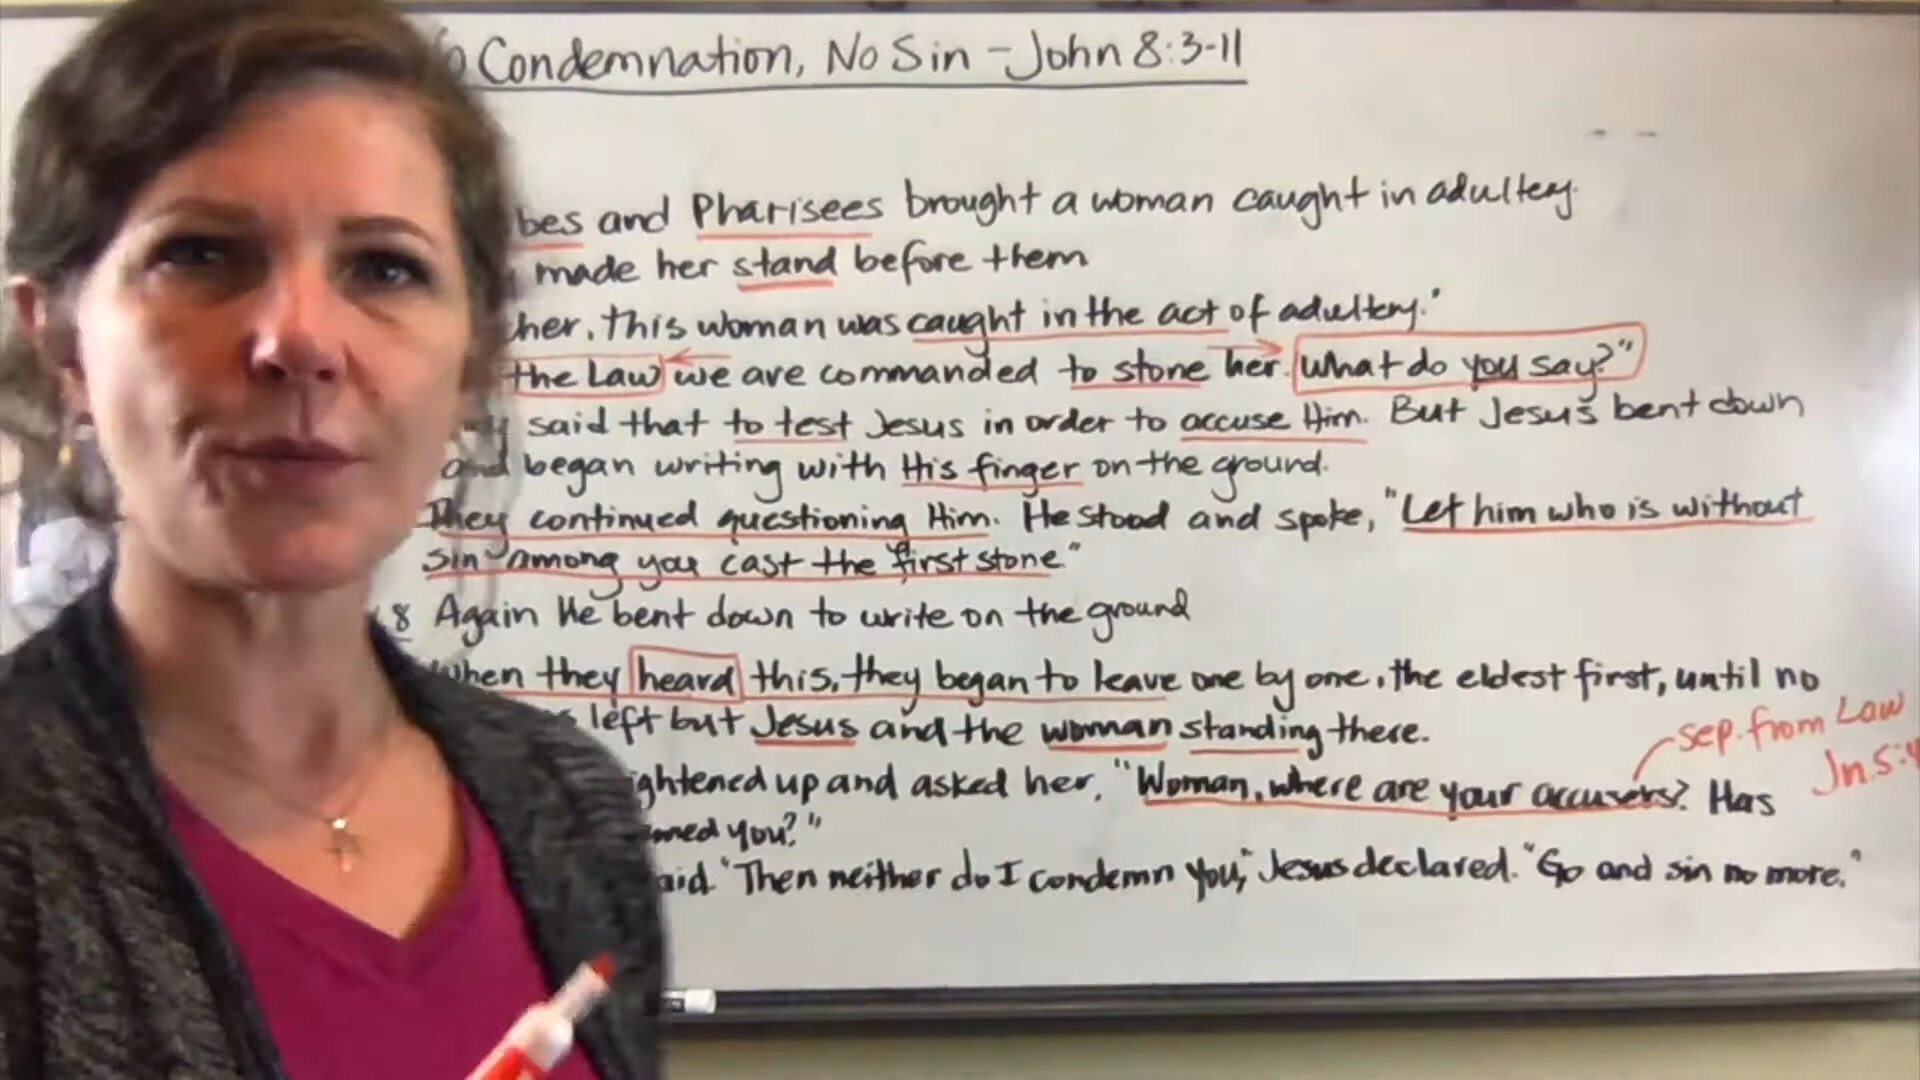 Condemnation, No Sin - John 8:3-11
bes and Pharisees brought a woman caught in adultery.
made her stand before them
her, this woman was caught in the act of adultery."
the Law we are commanded to stone her. What do you say?"
said that to test Jesus in order to accuse Him. But Jesus bent down
and began writing with His finger on the ground.
They continued questioning Him. He stood and spoke, "Let him who is without
sin among you cast the first stone"
8 Again He bent down to write on the ground
When they heard this, they began to leave one by one, the eldest first, until no
left but Jesus and the woman standing there.
sep. from Law
Jn. 5:4
ghtened up and asked her, "Woman, where are your accusers? Has
med you?"
aid "Then neither do I condemn you," Jesus declared. "Go and sin no more."